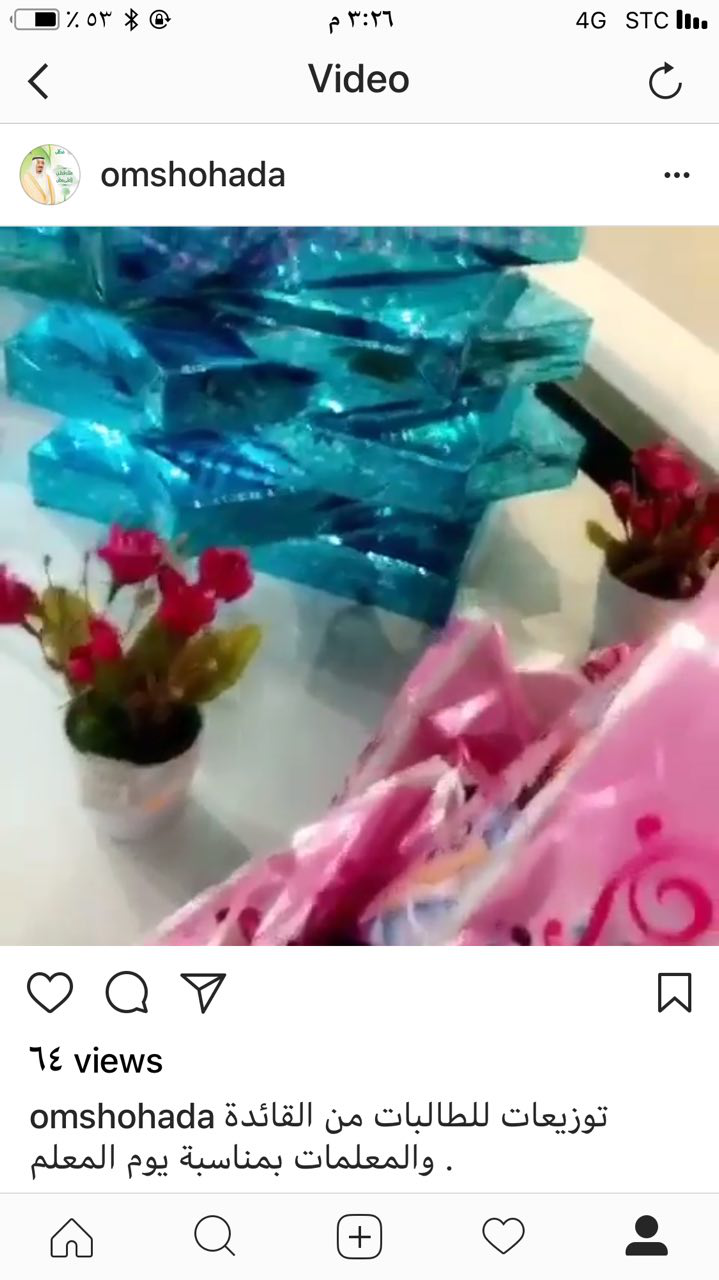 ٪ ٥٣
٣:٢٦ م
4G STC
Video
omshohada
٦٤ views
omshohada توزيعات للطالبات من القائدة
والمعلمات بمناسبة يوم المعلم .